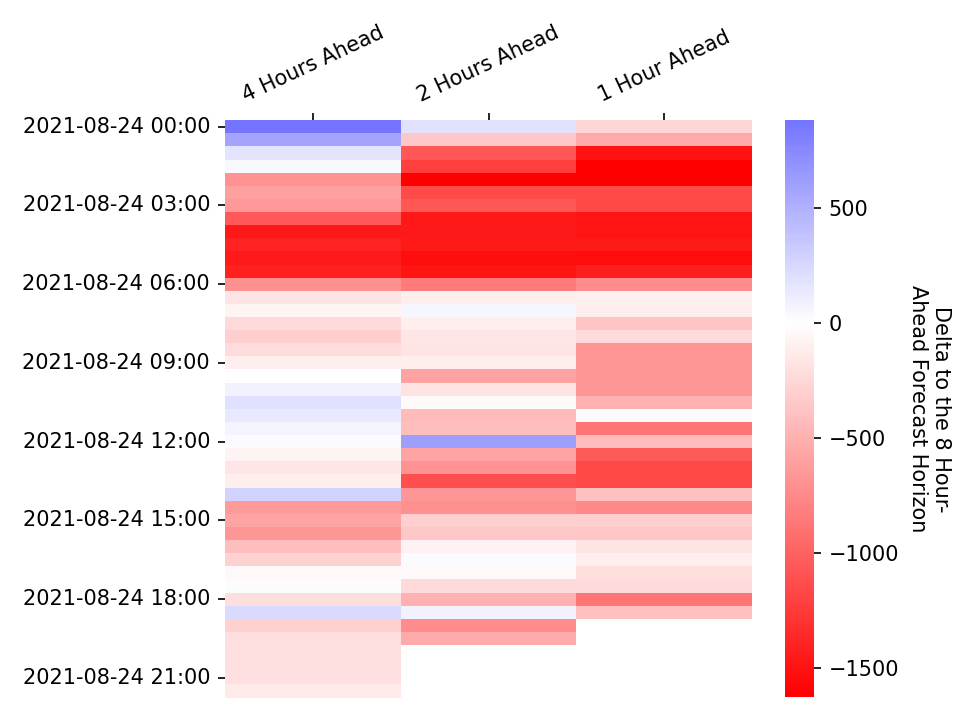 4 Hours Ahead
2 Hours Ahead
1 Hour Ahead
2021-08-24 00:00
2021-08-24 03:00
2021-08-24 06:00
2021-08-24 09:00
2021-08-24 12:00
2021-08-24 15:00
2021-08-24 18:00
2021-08-24 21:00
500
0
−500
−1000
−1500
Delta to the 8 Hour-
Ahead Forecast Horizon